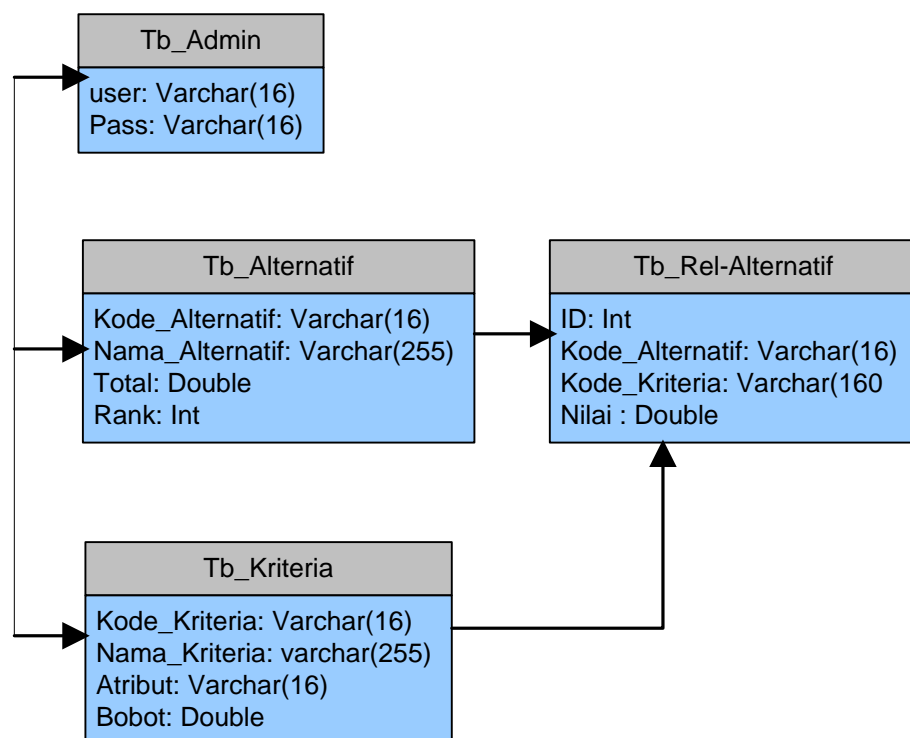 Tb_Admin
user: Varchar(16)
Pass: Varchar(16)
Tb_Alternatif
Kode_Alternatif: Varchar(16)
Nama_Alternatif: Varchar(255)
Total: Double
Rank: Int
Tb_Rel-Alternatif
ID: Int
Kode_Alternatif: Varchar(16)
Kode_Kriteria: Varchar(160
Nilai : Double
Tb_Kriteria
Kode_Kriteria: Varchar(16)
Nama_Kriteria: varchar(255)
Atribut: Varchar(16)
Bobot: Double